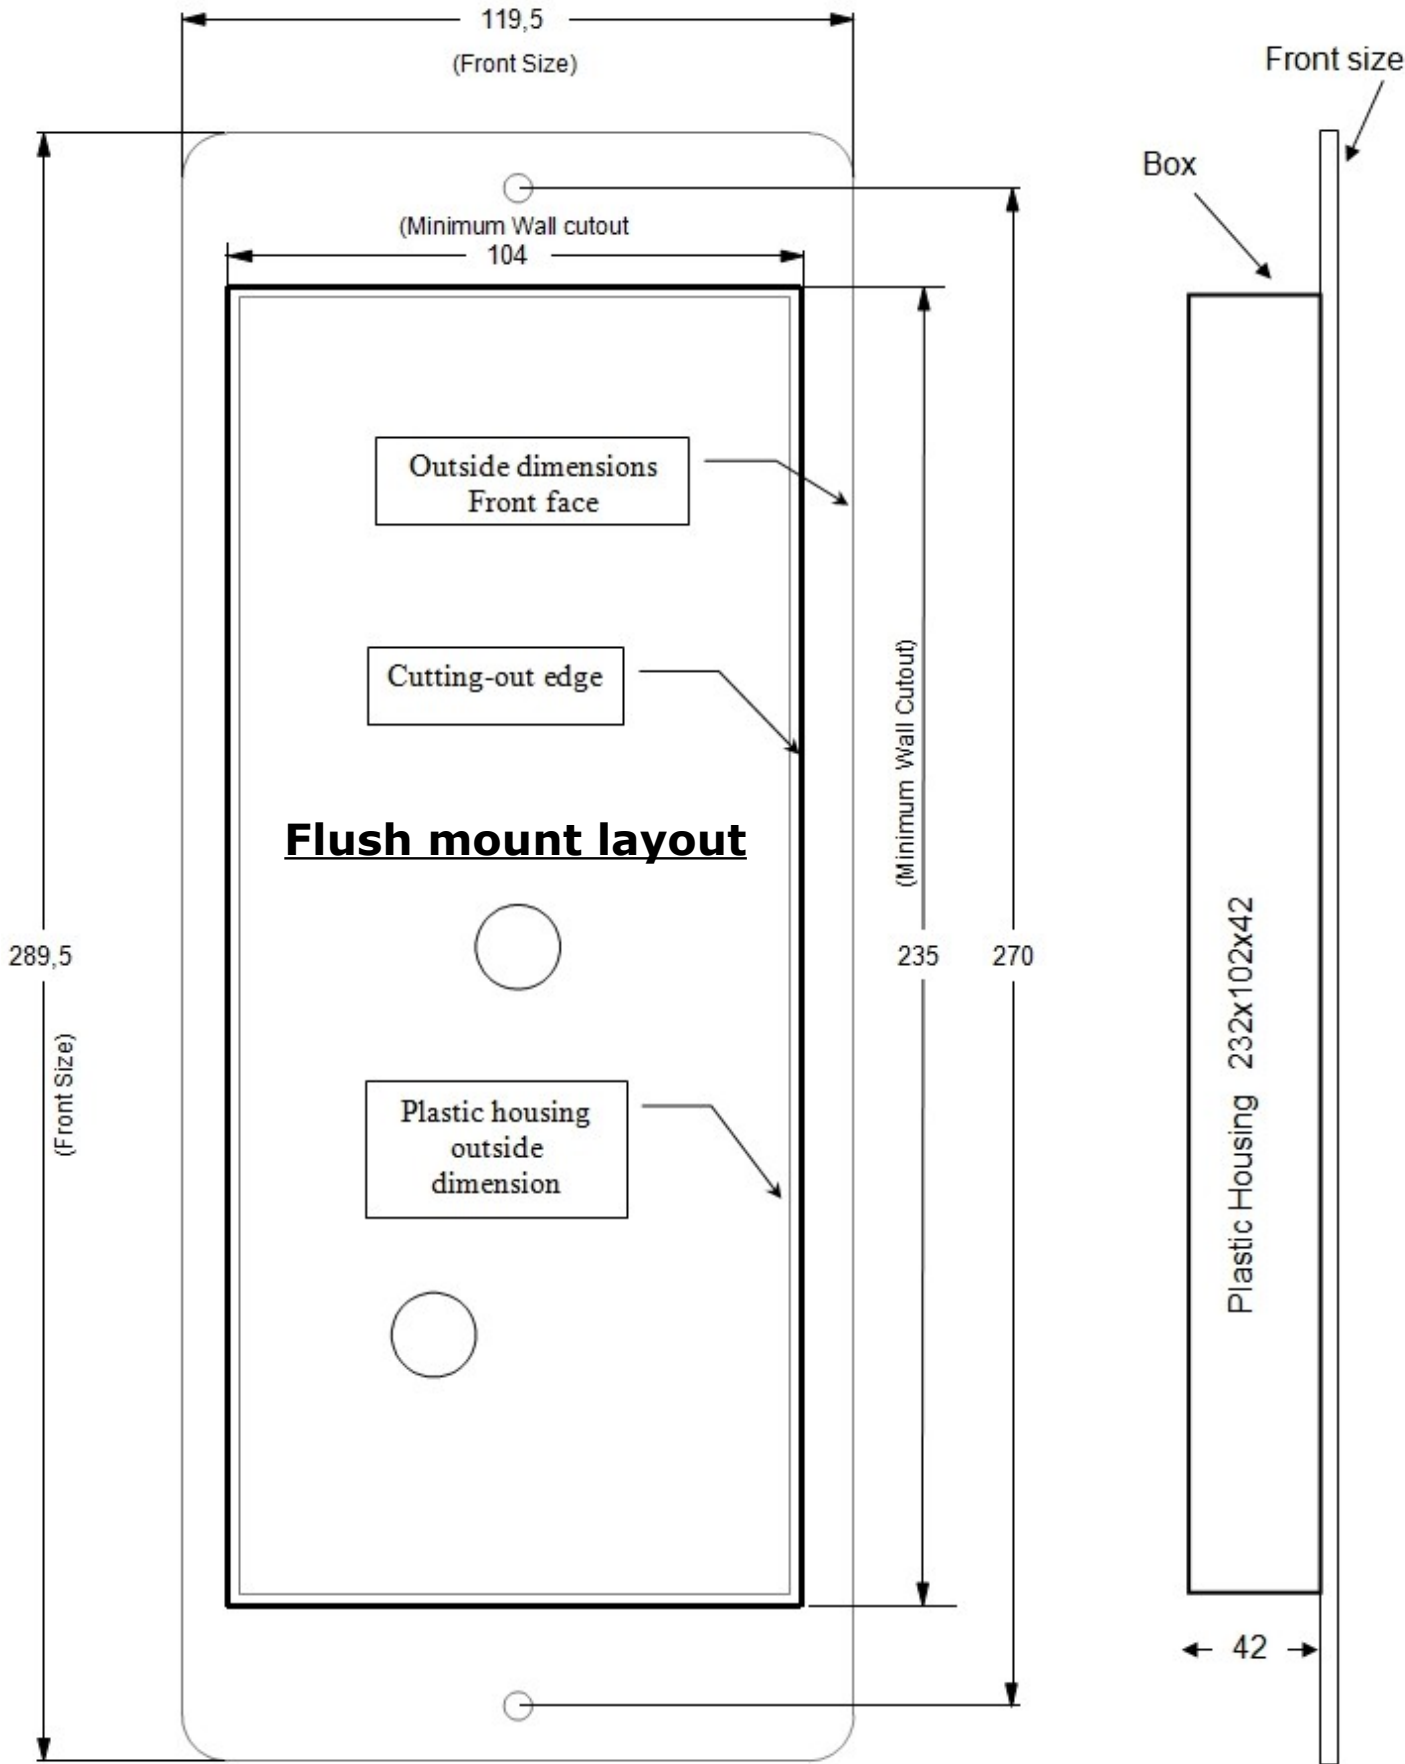 119,5
(Front Size)
Front size
Box
(Minimum Wall cutout
104
Outside dimensions
Front face
Cutting-out edge
(Minimum Wall Cutout)
Flush mount layout
289,5
(Front Size)
235
270
Plastic Housing 232x102x42
Plastic housing
outside
dimension
42